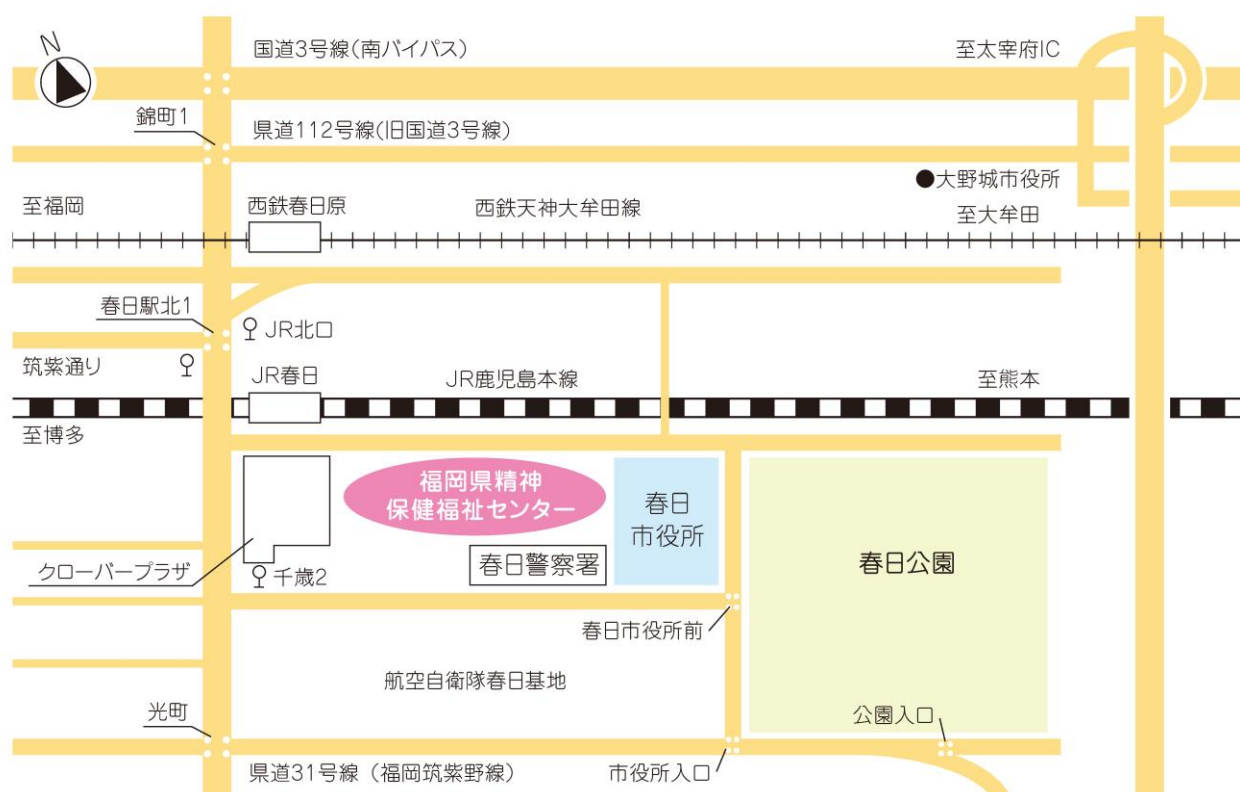 N
国道3号線(南バイパス)
至太宰府IC
錦町1
県道112号線(旧国道3号線)
●大野城市役所
至福岡
西鉄春日原
西鉄天神大牟田線
至大牟田
春日駅北1
JR北口
筑紫通り
JR春日
JR鹿児島本線
至熊本
至博多
福岡県精神
保健福祉センター
春日
市役所
春日警察署
春日公園
クローバープラザ
千歳2
春日市役所前
航空自衛隊春日基地
光町
公園入口
県道31号線（福岡筑紫野線）
市役所入口